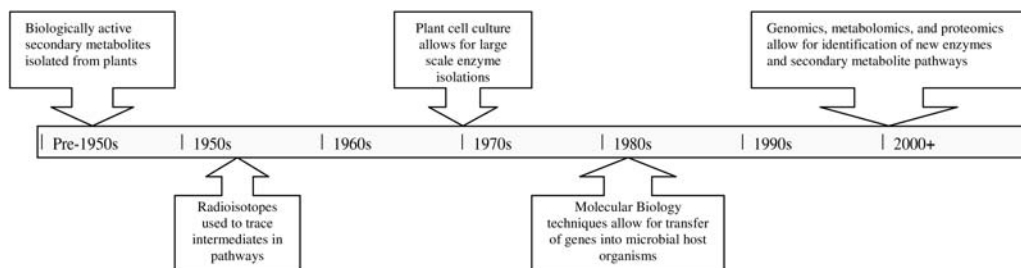 Biologically active
secondary metabolites
isolated from plants
Plant cell culture
allows for large
scale enzyme
isolations
Genomics, metabolomics, and proteomics
allow for identification of new enzymes
and secondary metabolite pathways
Pre-1950s
1950s
1960s
1970s
1980s
1990s
2000+
Radioisotopes
used to trace
intermediates in
pathways
Molecular Biology
techniques allow for transfer
of genes into microbial host
organisms